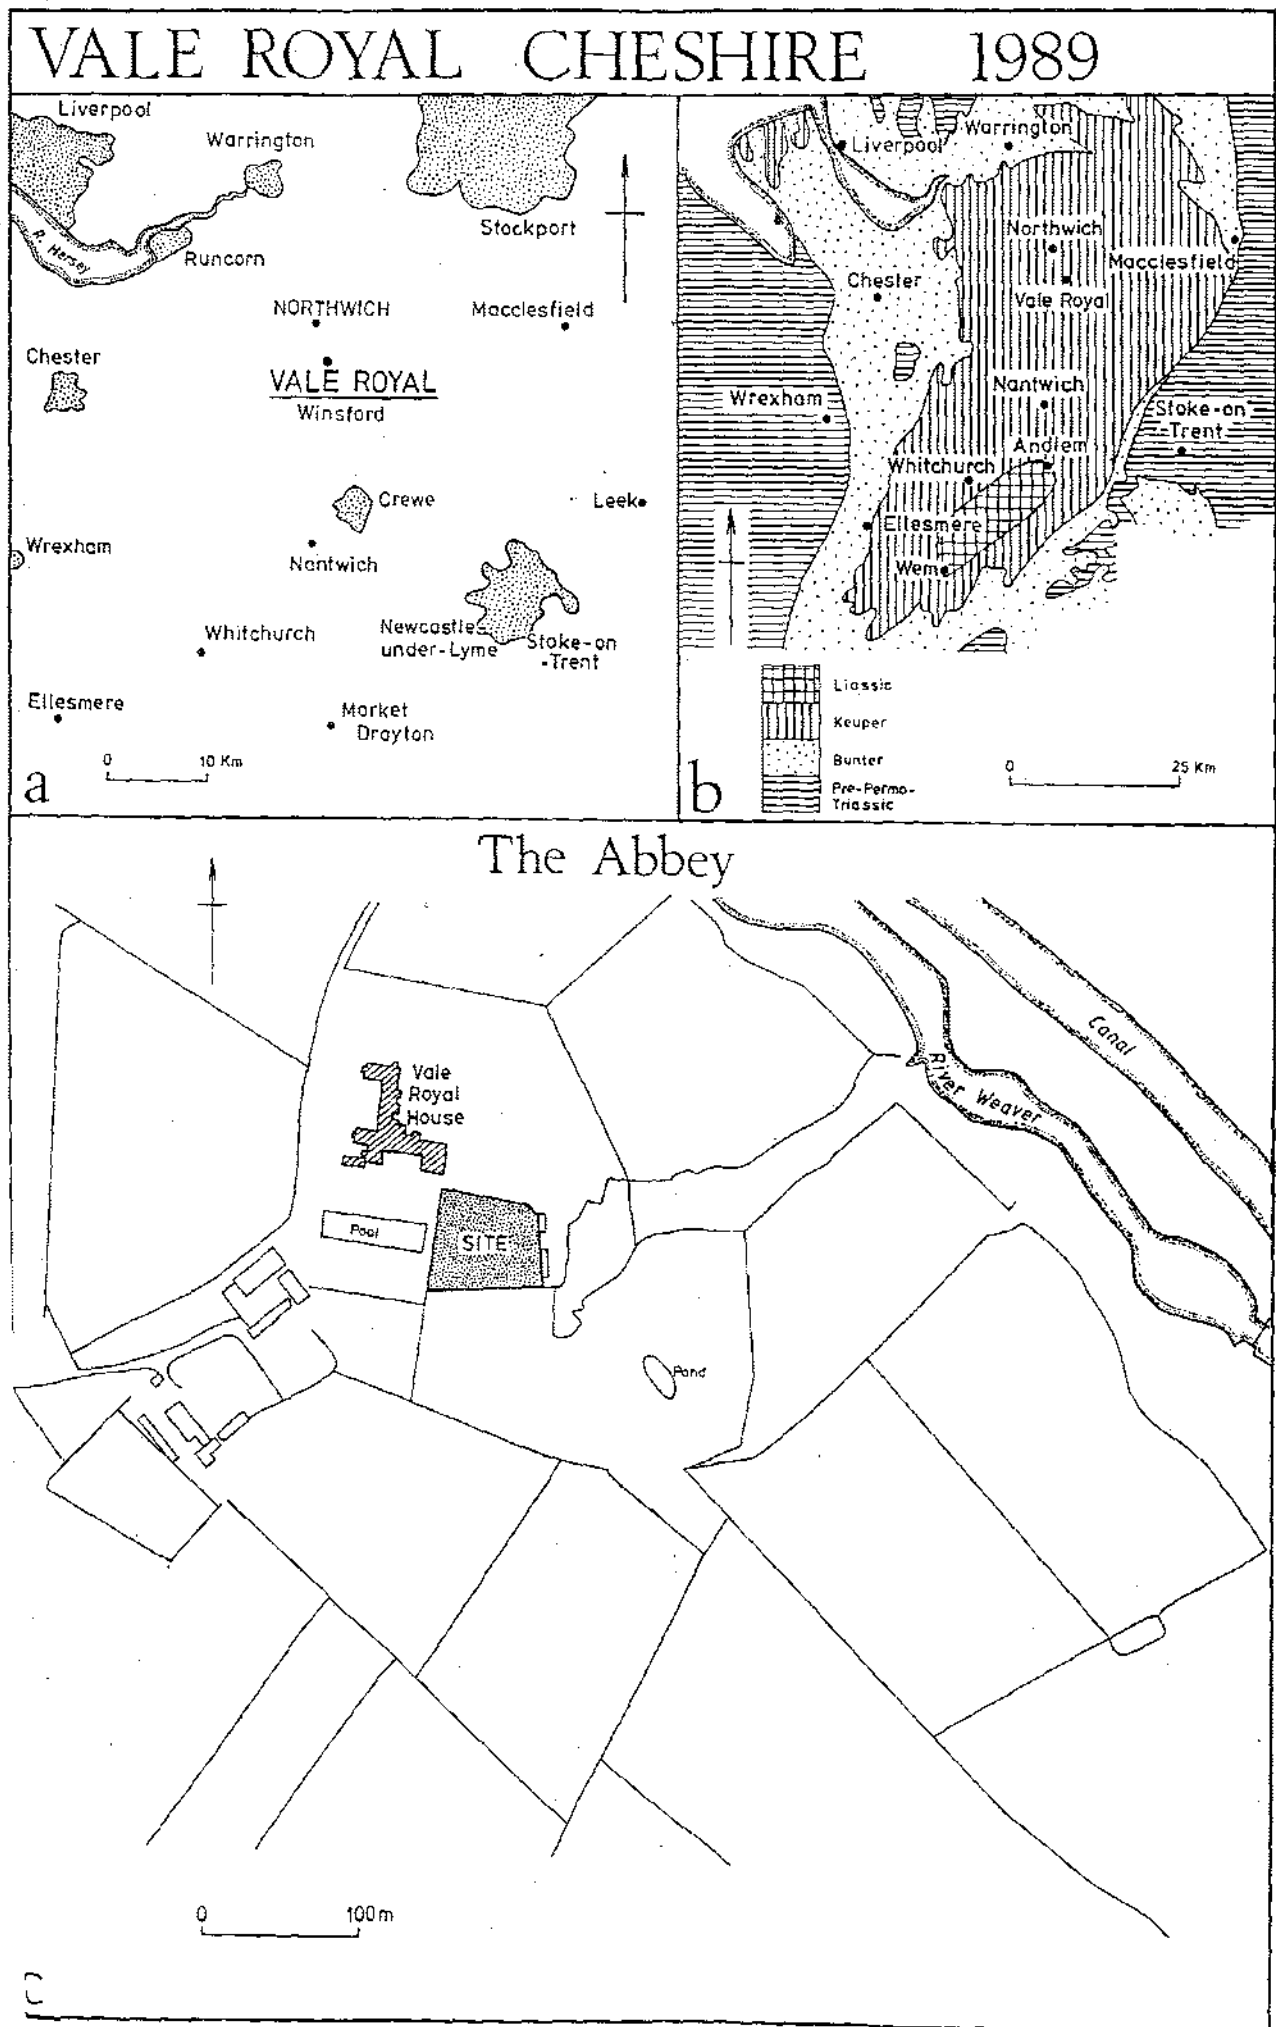 VALE ROYAL CHESHIRE 1989
Liverpool
Warrington
R. Mersey
Runcorn
Stockport
NORTHWICH
Macclesfield
Chester
VALE ROYAL
Winsford
Crewe
Leek
Wrexham
Nantwich
Newcastle-
under-Lyme
Stoke-on
-Trent
Whitchurch
Ellesmere
Market
Drayton
0 10 Km
a
Liverpool
Warrington
Northwich
Macclesfield
Chester
Vale Royal
Wrexham
Nantwich
Stoke-on
-Trent
Audlem
Whitchurch
Ellesmere
Wem
Liassic
Keuper
Bunter
Pre-Permo-
Triassic
0 25 Km
b
The Abbey
Canal
River Weaver
Vale
Royal
House
Pool
SITE
Pond
0 100m
C